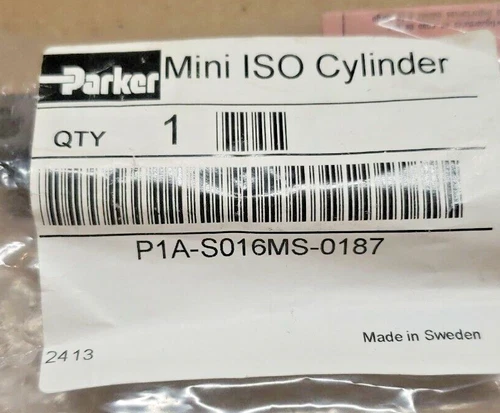 Parker Mini ISO Cylinder
QTY 1
P1A-S016MS-0187
2413
Made in Sweden